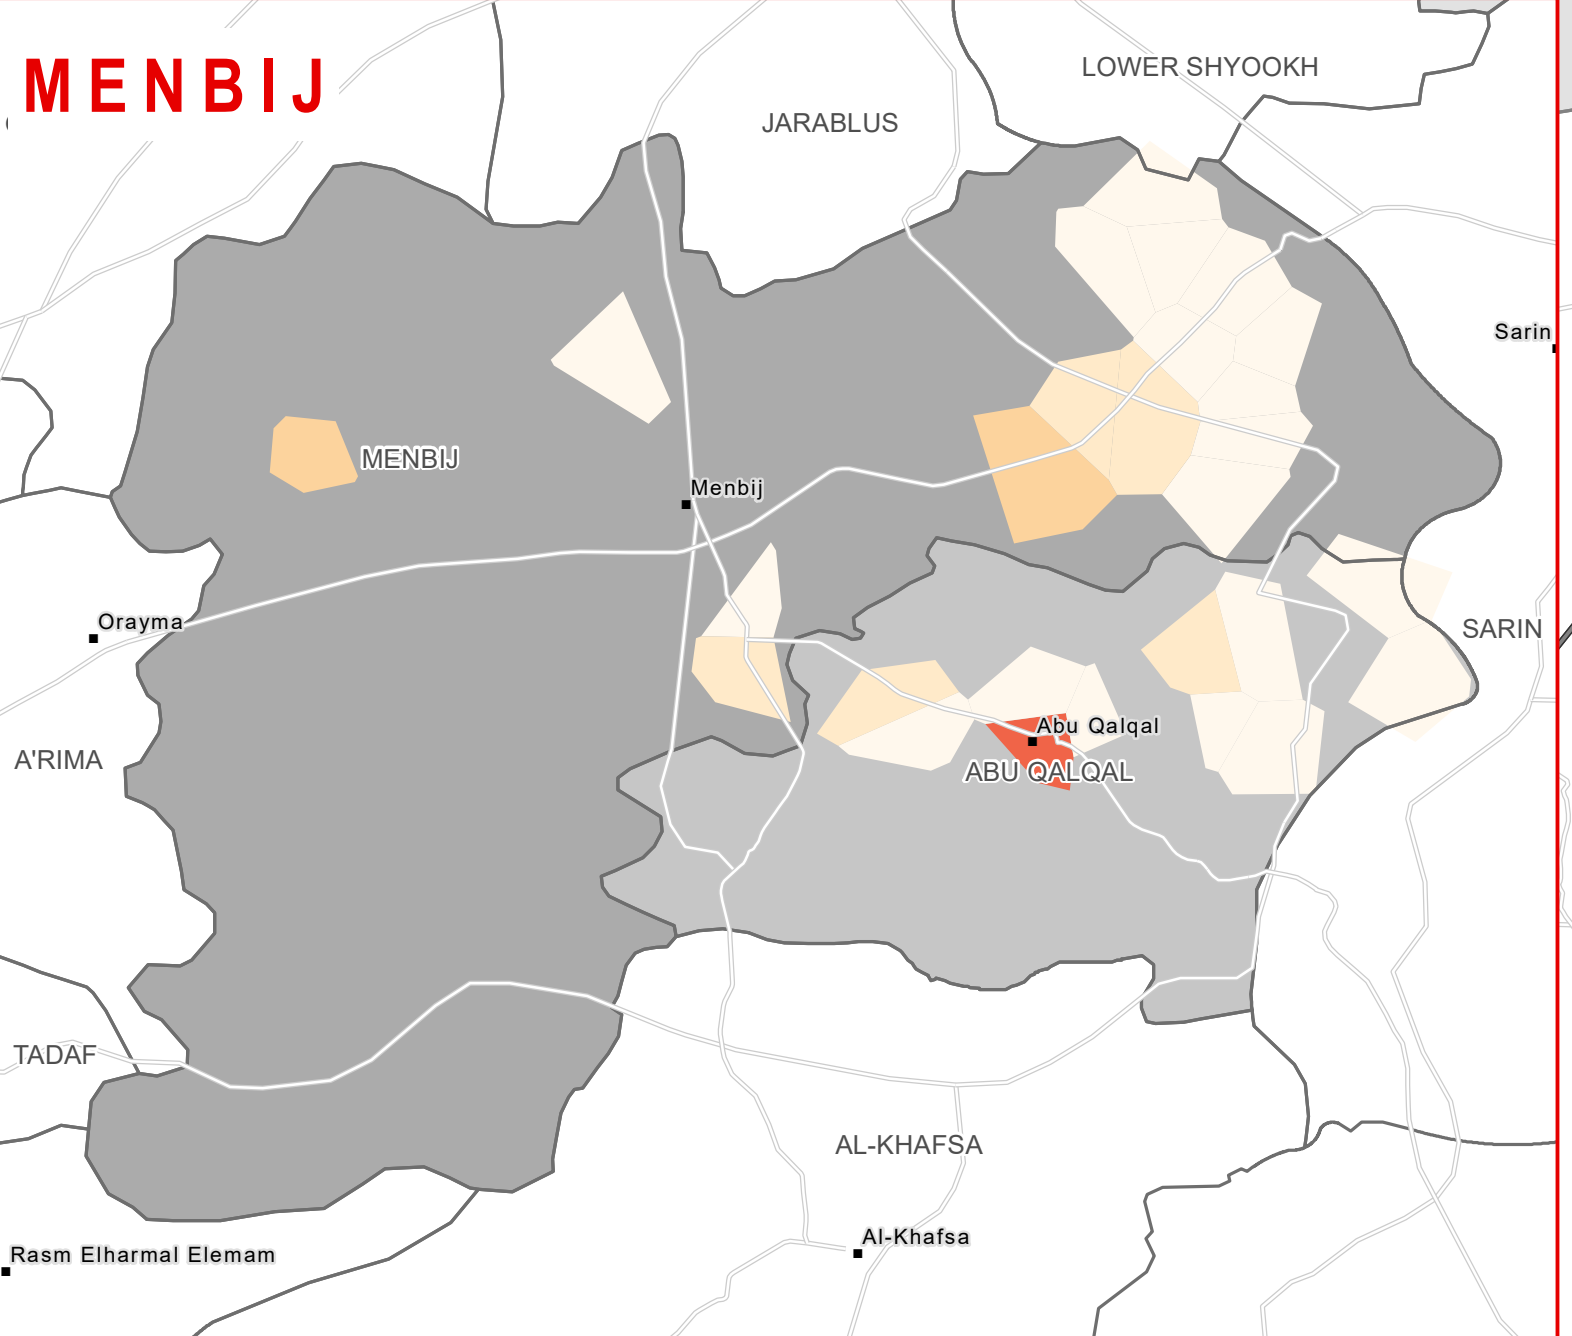 MENBIJ
LOWER SHYOOKH
JARABLUS
Sarin
MENBIJ
Menbij
Orayma
SARIN
Abu Qalqal
A'RIMA
ABU QALQAL
TADAF
AL-KHAFSA
Al-Khafsa
Rasm Elharmal Elemam